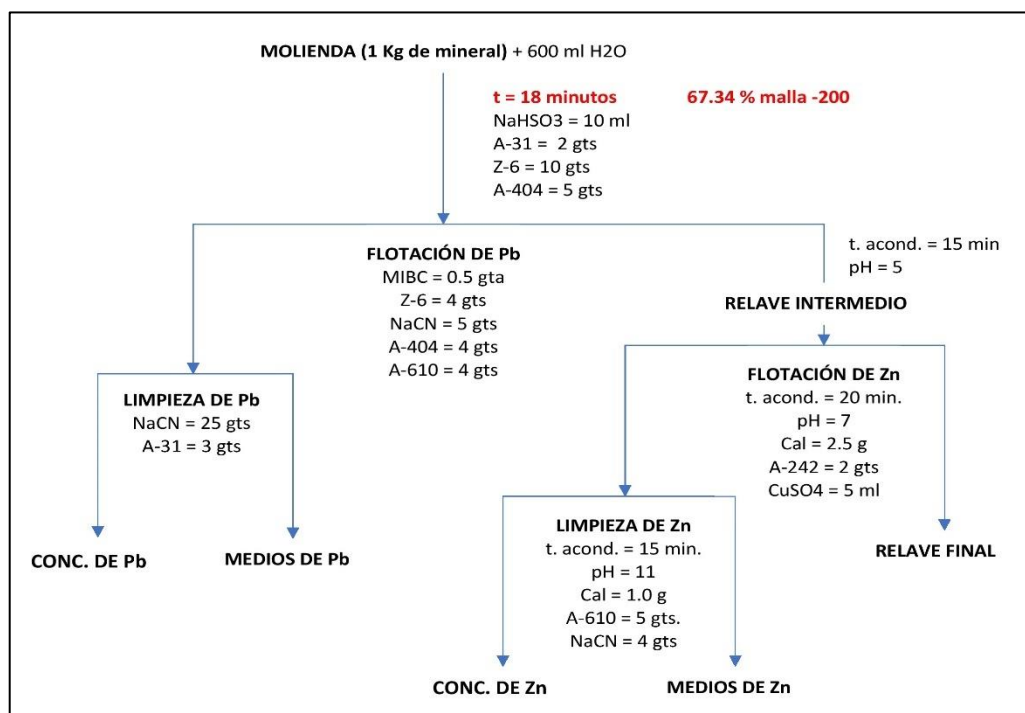 MOLIENDA (1 Kg de mineral) + 600 ml H2O
t = 18 minutos 67.34 % malla -200
NaHSO3 = 10 ml
A-31 = 2 gts
Z-6 = 10 gts
A-404 = 5 gts
FLOTACIÓN DE Pb
MIBC = 0.5 gta
Z-6 = 4 gts
NaCN = 5 gts
A-404 = 4 gts
A-610 = 4 gts
t. acond. = 15 min
pH = 5
RELAVE INTERMEDIO
LIMPIEZA DE Pb
NaCN = 25 gts
A-31 = 3 gts
FLOTACIÓN DE Zn
t. acond. = 20 min.
pH = 7
Cal = 2.5 g
A-242 = 2 gts
CuSO4 = 5 ml
CONC. DE Pb
MEDIOS DE Pb
LIMPIEZA DE Zn
t. acond. = 15 min.
pH = 11
Cal = 1.0 g
A-610 = 5 gts.
NaCN = 4 gts
RELAVE FINAL
CONC. DE Zn
MEDIOS DE Zn